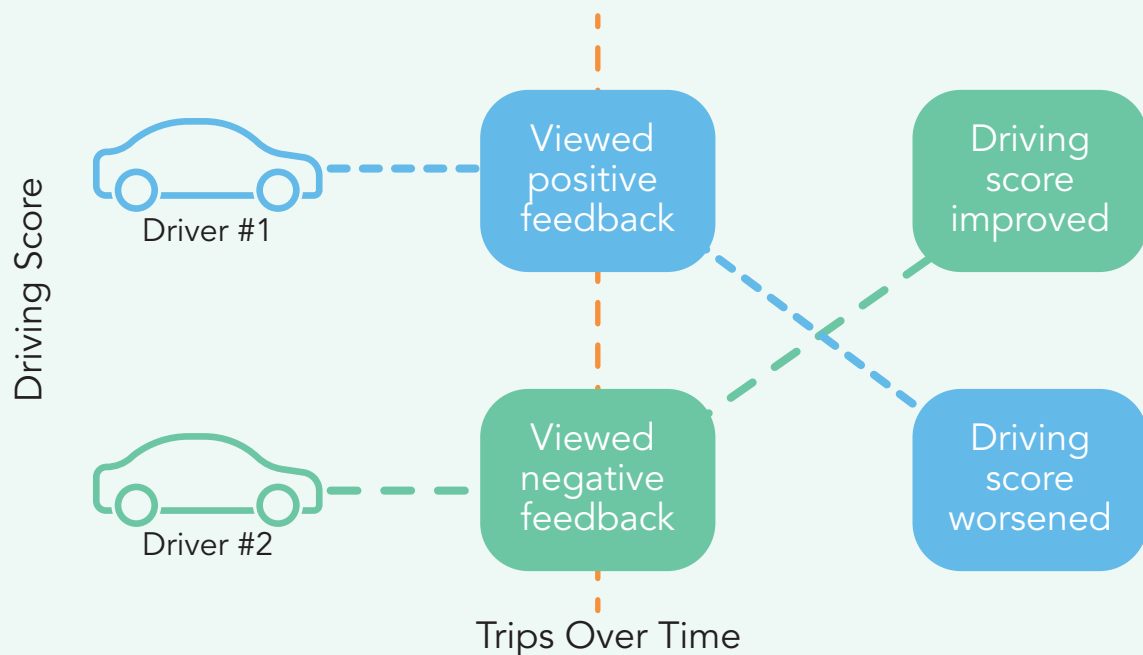 Driving Score
Driver #1
Viewed
positive
feedback
Driving
score
improved
Driver #2
Viewed
negative
feedback
Driving
score
worsened
Trips Over Time